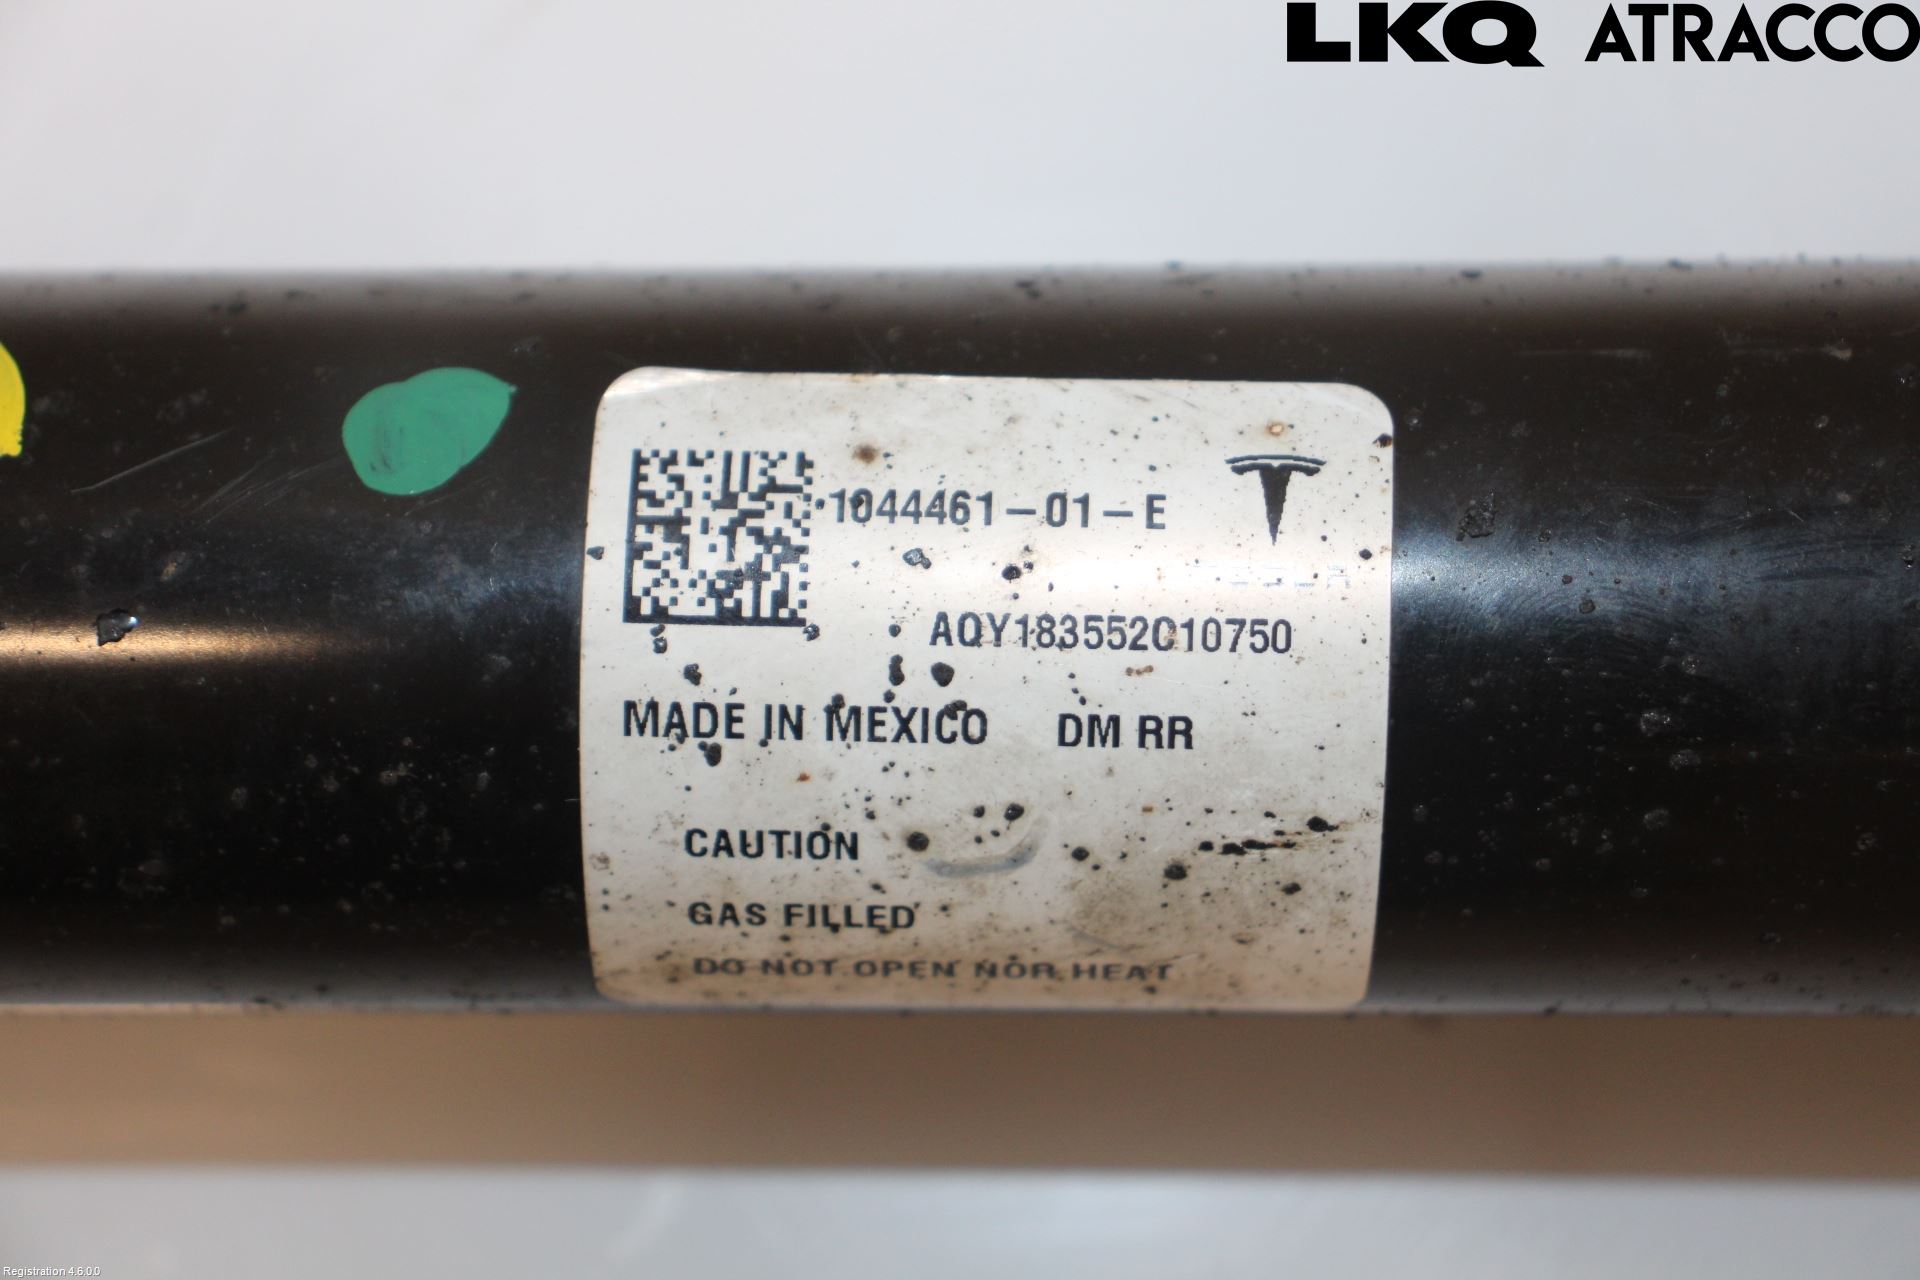 LKQ ATRACCO
1044461-01-E
AQY183552C10750
MADE IN MEXICO DM RR
CAUTION
GAS FILLED
DO NOT OPEN NOR HEAT
Registration 4.6.0.0